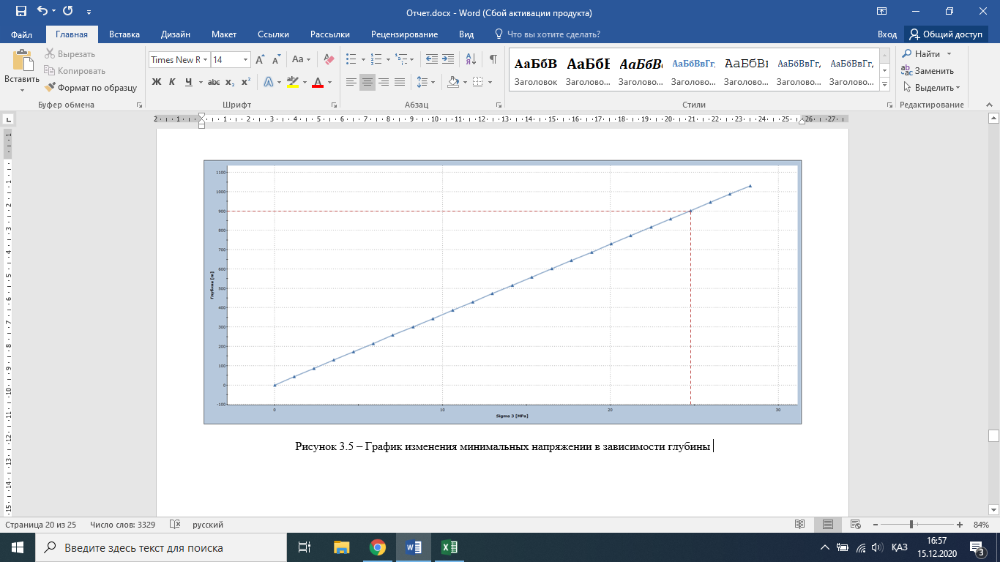 Отчет.docx - Word (Сбой активации продукта)
Файл Главная Вставка Дизайн Макет Ссылки Рассылки Рецензирование Вид Что вы хотите сделать? Вход Общий доступ
Вставить
Вырезать
Копировать
Формат по образцу
Буфер обмена
Times New R 14
Ж К Ч abc x₂ x²
Шрифт
Абзац
АаБбВ АаБбЕ АаБбВ АаБбВвГг, АаБбВı АаБбВвГг, АаБбВвГг,
Заголовок Заголово... Заголово... Заголово... Заголово... Заголово... Заголово...
Стили
Найти
Заменить
Выделить
Редактирование
2 1 1 2 3 4 5 6 7 8 9 10 11 12 13 14 15 16 17 18 19 20 21 22 23 24 25 26 27
1100
1000
900
800
700
600
500
400
300
200
100
0
-100
Глубина [m]
0 10 20 30
Sigma 3 [MPa]
Рисунок 3.5 – График изменения минимальных напряжении в зависимости глубины
Страница 20 из 25 Число слов: 3329 русский 84%
Введите здесь текст для поиска
ҚАЗ
16:57
15.12.2020
3